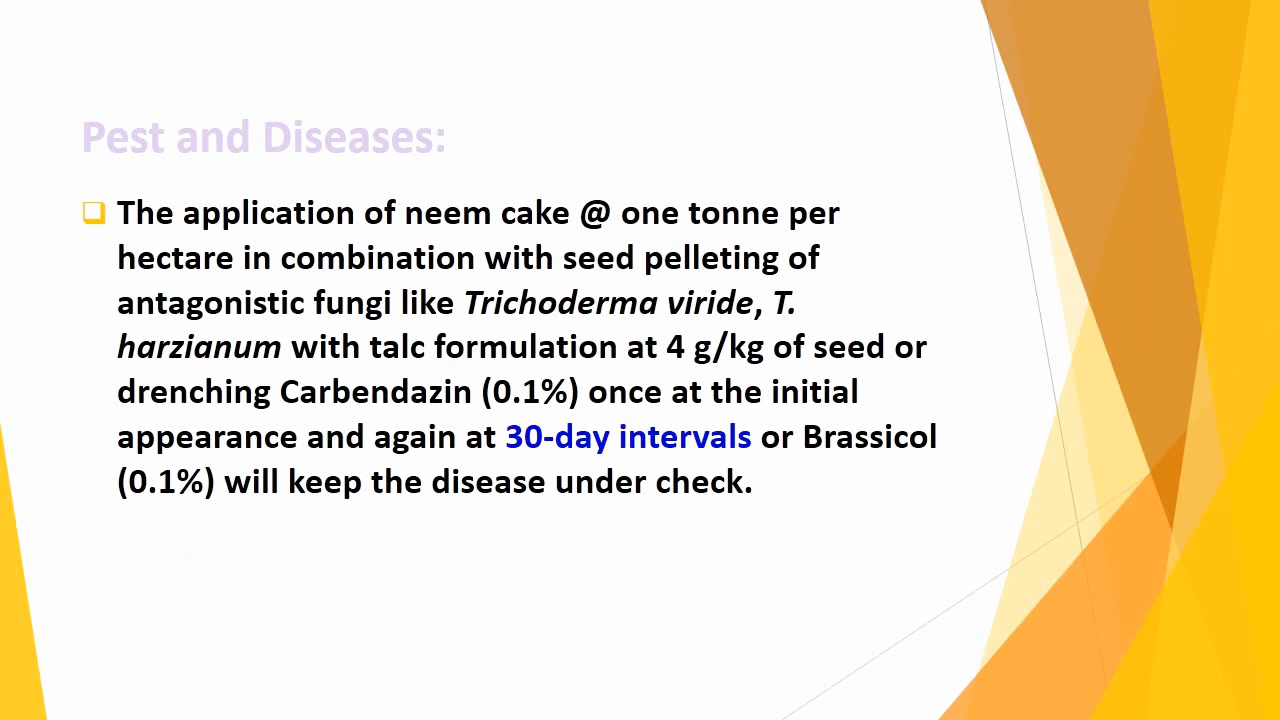 Pest and Diseases:
The application of neem cake @ one tonne per
hectare in combination with seed pelleting of
antagonistic fungi like Trichoderma viride, T.
harzianum with talc formulation at 4 g/kg of seed or
drenching Carbendazin (0.1%) once at the initial
appearance and again at 30-day intervals or Brassicol
(0.1%) will keep the disease under check.